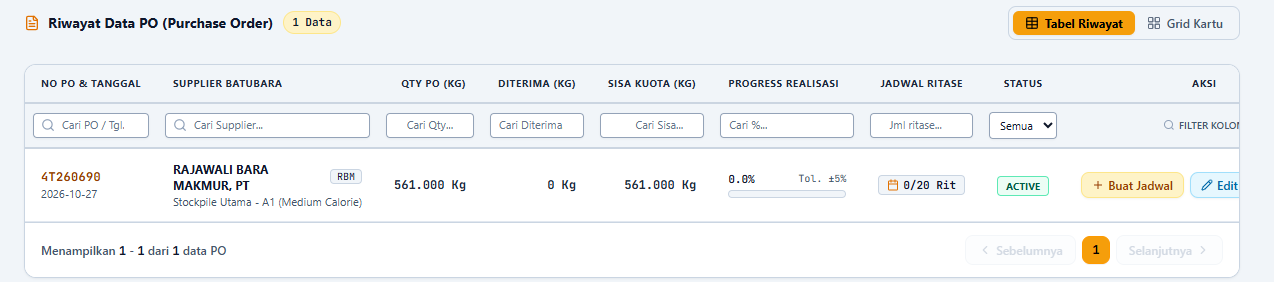 Riwayat Data PO (Purchase Order) 1 Data Tabel Riwayat Grid Kartu
NO PO & TANGGAL SUPPLIER BATUBARA QTY PO (KG) DITERIMA (KG) SISA KUOTA (KG) PROGRESS REALISASI JADWAL RITASE STATUS AKSI
Cari PO / Tgl. Cari Supplier... Cari Qty... Cari Diterima Cari Sisa... Cari %... Jml ritase... Semua FILTER KOLOM
4T260690
2026-10-27
RAJAWALI BARA
MAKMUR, PT
RBM
Stockpile Utama - A1 (Medium Calorie)
561.000 Kg 0 Kg 561.000 Kg
0.0% Tol. ±5%
0/20 Rit ACTIVE + Buat Jadwal Edit
Menampilkan 1 - 1 dari 1 data PO Sebelumnya 1 Selanjutnya